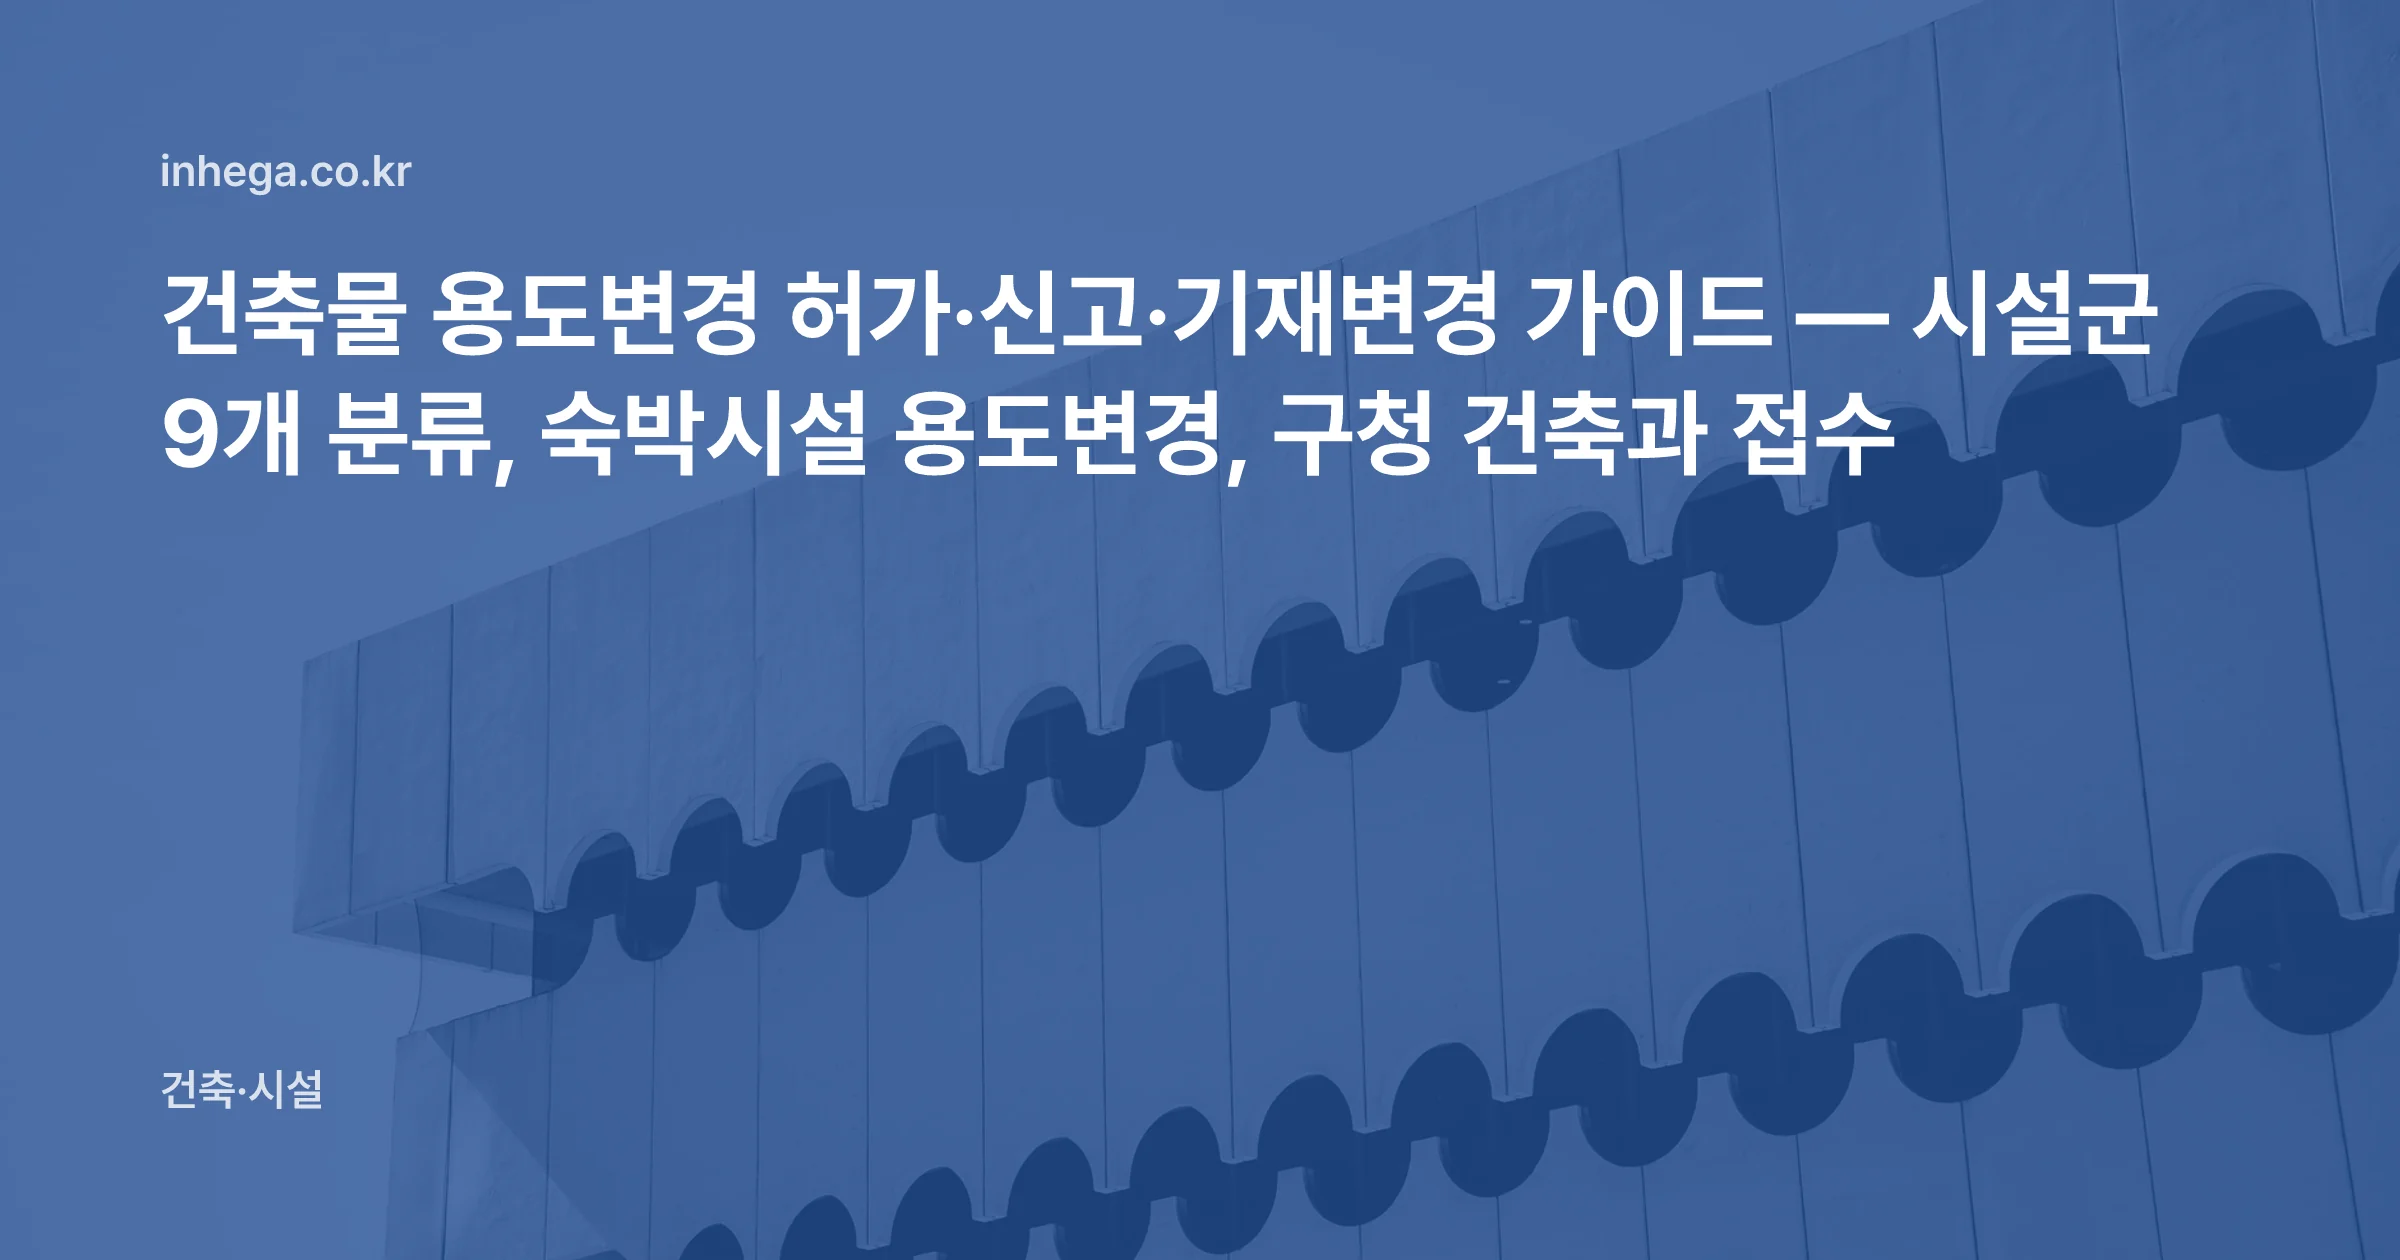 inhega.co.kr
건축물 용도변경 허가·신고·기재변경 가이드 — 시설군
9개 분류, 숙박시설 용도변경, 구청 건축과 접수
건축·시설